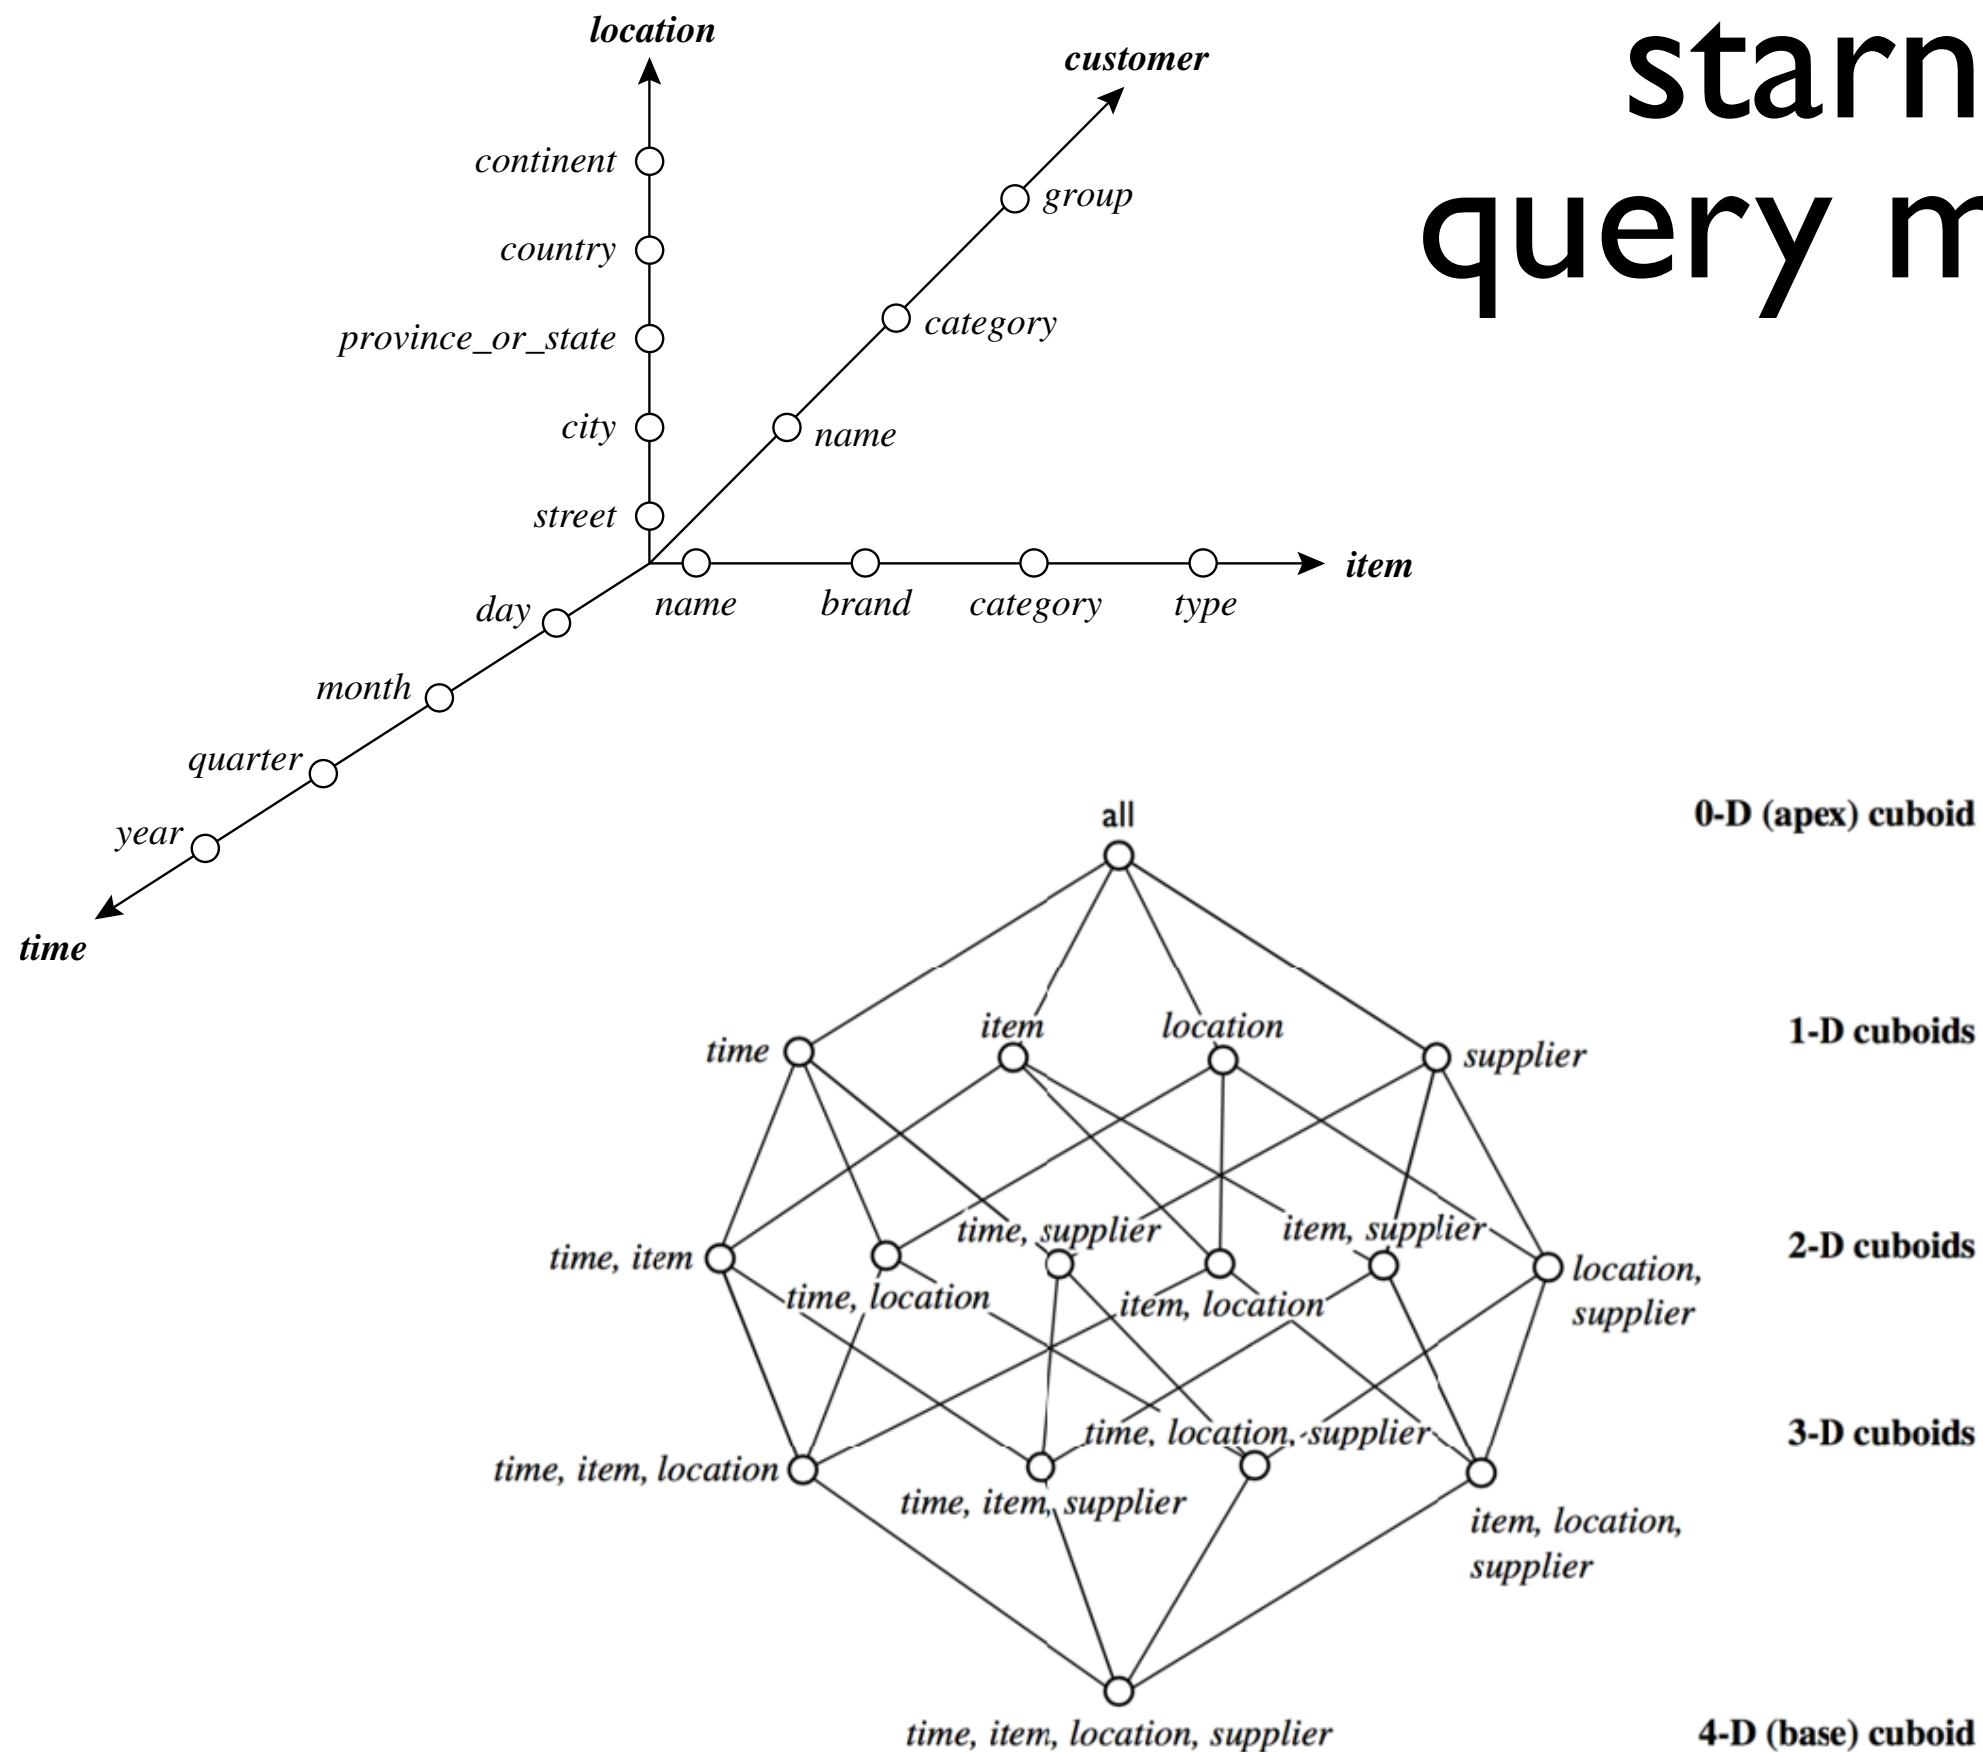 starn
query m
location
customer
continent
group
country
category
province_or_state
city
name
street
item
day
name brand category type
month
quarter
year
time
all
0-D (apex) cuboid
time
item
location
supplier
1-D cuboids
time, item
time, location
time, supplier
item, location
item, supplier
location,
supplier
2-D cuboids
time, item, location
time, item, supplier
time, location, supplier
item, location,
supplier
3-D cuboids
time, item, location, supplier
4-D (base) cuboid